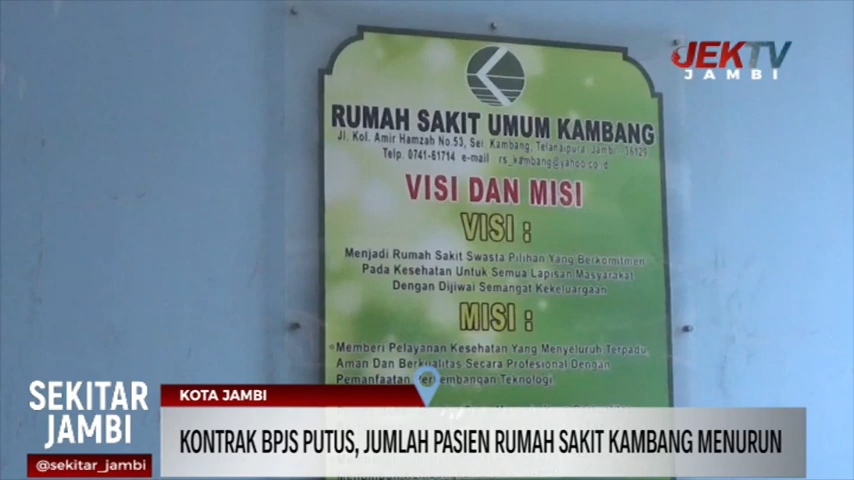 JEKTV
JAMBI
RUMAH SAKIT UMUM KAMBANG
Jl. Kol. Amir Hamzah No.53, Sei. Kambang, Telanaipura, Jambi - 36129
Telp. 0741-61714 e-mail rs_kambang@yahoo.co.id
VISI DAN MISI
VISI :
Menjadi Rumah Sakit Swasta Pilihan Yang Berkomitmen
Pada Kesehatan Untuk Semua Lapisan Masyarakat
Dengan Dijiwai Semangat Kekeluargaan
MISI :
Memberi Pelayanan Kesehatan Yang Menyeluruh Terpadu,
Aman Dan Berkualitas Secara Profesional Dengan
Pemanfaatan Perkembangan Teknologi
SEKITAR
JAMBI
@sekitar_jambi
KOTA JAMBI
KONTRAK BPJS PUTUS, JUMLAH PASIEN RUMAH SAKIT KAMBANG MENURUN